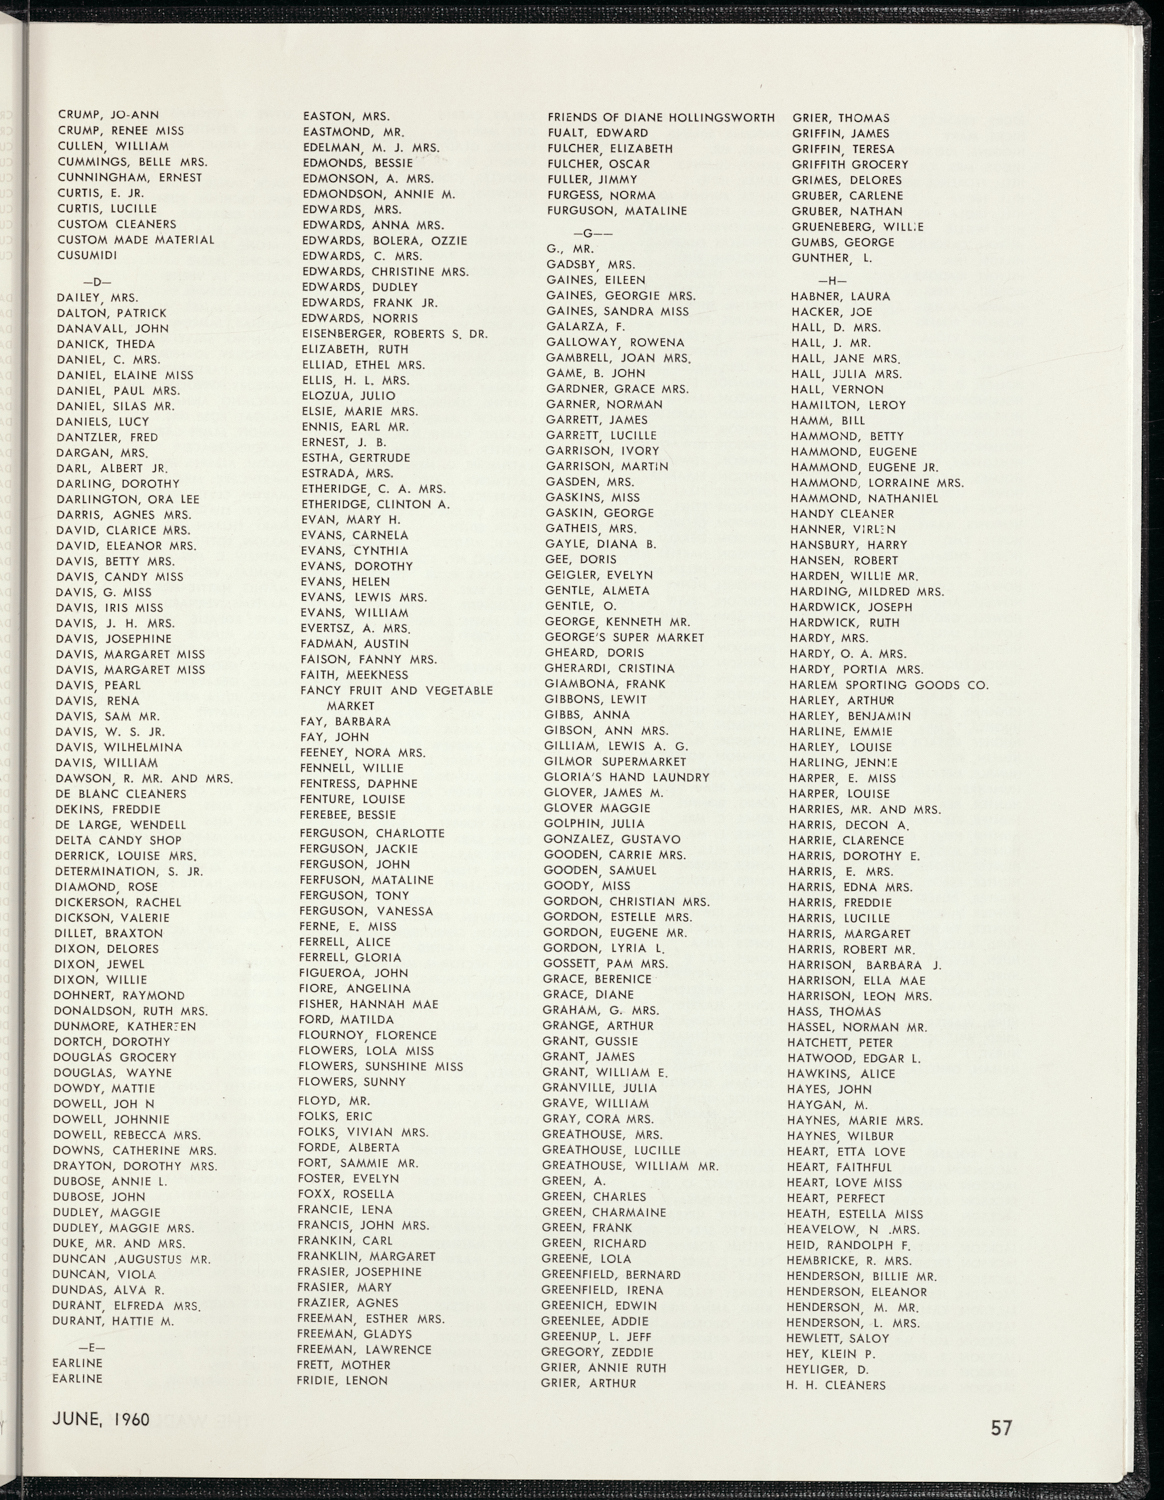 CRUMP, JO-ANN
CRUMP, RENEE MISS
CULLEN, WILLIAM
CUMMINGS, BELLE MRS.
CUNNINGHAM, ERNEST
CURTIS, E. JR.
CURTIS, LUCILLE
CUSTOM CLEANERS
CUSTOM MADE MATERIAL
CUSUMIDI
—D—
DAILEY, MRS.
DALTON, PATRICK
DANAVALL, JOHN
DANICK, THEDA
DANIEL, C. MRS.
DANIEL, ELAINE MISS
DANIEL, PAUL MRS.
DANIEL, SILAS MR.
DANIELS, LUCY
DANTZLER, FRED
DARGAN, MRS.
DARL, ALBERT JR.
DARLING, DOROTHY
DARLINGTON, ORA LEE
DARRIS, AGNES MRS.
DAVID, CLARICE MRS.
DAVID, ELEANOR MRS.
DAVIS, BETTY MRS.
DAVIS, CANDY MISS
DAVIS, G. MISS
DAVIS, IRIS MISS
DAVIS, J. H. MRS.
DAVIS, JOSEPHINE
DAVIS, MARGARET MISS
DAVIS, MARGARET MISS
DAVIS, PEARL
DAVIS, RENA
DAVIS, SAM MR.
DAVIS, W. S. JR.
DAVIS, WILHELMINA
DAVIS, WILLIAM
DAWSON, R. MR. AND MRS.
DE BLANC CLEANERS
DEKINS, FREDDIE
DE LARGE, WENDELL
DELTA CANDY SHOP
DERRICK, LOUISE MRS.
DETERMINATION, S. JR.
DIAMOND, ROSE
DICKERSON, RACHEL
DICKSON, VALERIE
DILLET, BRAXTON
DIXON, DELORES
DIXON, JEWEL
DIXON, WILLIE
DOHNERT, RAYMOND
DONALDSON, RUTH MRS.
DUNMORE, KATHEREEN
DORTCH, DOROTHY
DOUGLAS GROCERY
DOUGLAS, WAYNE
DOWDY, MATTIE
DOWELL, JOH N
DOWELL, JOHNNIE
DOWELL, REBECCA MRS.
DOWNS, CATHERINE MRS.
DRAYTON, DOROTHY MRS.
DUBOSE, ANNIE L.
DUBOSE, JOHN
DUDLEY, MAGGIE
DUDLEY, MAGGIE MRS.
DUKE, MR. AND MRS.
DUNCAN ,AUGUSTUS MR.
DUNCAN, VIOLA
DUNDAS, ALVA R.
DURANT, ELFREDA MRS.
DURANT, HATTIE M.
—E—
EARLINE
EARLINE
EASTON, MRS.
EASTMOND, MR.
EDELMAN, M. J. MRS.
EDMONDS, BESSIE
EDMONSON, A. MRS.
EDMONDSON, ANNIE M.
EDWARDS, MRS.
EDWARDS, ANNA MRS.
EDWARDS, BOLERA, OZZIE
EDWARDS, C. MRS.
EDWARDS, CHRISTINE MRS.
EDWARDS, DUDLEY
EDWARDS, FRANK JR.
EDWARDS, NORRIS
EISENBERGER, ROBERTS S. DR.
ELIZABETH, RUTH
ELLIAD, ETHEL MRS.
ELLIS, H. L. MRS.
ELOZUA, JULIO
ELSIE, MARIE MRS.
ENNIS, EARL MR.
ERNEST, J. B.
ESTHA, GERTRUDE
ESTRADA, MRS.
ETHERIDGE, C. A. MRS.
ETHERIDGE, CLINTON A.
EVAN, MARY H.
EVANS, CARNELA
EVANS, CYNTHIA
EVANS, DOROTHY
EVANS, HELEN
EVANS, LEWIS MRS.
EVANS, WILLIAM
EVERTSZ, A. MRS.
FADMAN, AUSTIN
FAISON, FANNY MRS.
FAITH, MEEKNESS
FANCY FRUIT AND VEGETABLE
MARKET
FAY, BARBARA
FAY, JOHN
FEENEY, NORA MRS.
FENNELL, WILLIE
FENTRESS, DAPHNE
FENTURE, LOUISE
FEREBEE, BESSIE
FERGUSON, CHARLOTTE
FERGUSON, JACKIE
FERGUSON, JOHN
FERFUSON, MATALINE
FERGUSON, TONY
FERGUSON, VANESSA
FERNE, E. MISS
FERRELL, ALICE
FERRELL, GLORIA
FIGUEROA, JOHN
FIORE, ANGELINA
FISHER, HANNAH MAE
FORD, MATILDA
FLOURNOY, FLORENCE
FLOWERS, LOLA MISS
FLOWERS, SUNSHINE MISS
FLOWERS, SUNNY
FLOYD, MR.
FOLKS, ERIC
FOLKS, VIVIAN MRS.
FORDE, ALBERTA
FORT, SAMMIE MR.
FOSTER, EVELYN
FOXX, ROSELLA
FRANCIE, LENA
FRANCIS, JOHN MRS.
FRANKIN, CARL
FRANKLIN, MARGARET
FRASIER, JOSEPHINE
FRASIER, MARY
FRAZIER, AGNES
FREEMAN, ESTHER MRS.
FREEMAN, GLADYS
FREEMAN, LAWRENCE
FRETT, MOTHER
FRIDIE, LENON
FRIENDS OF DIANE HOLLINGSWORTH
FUALT, EDWARD
FULCHER, ELIZABETH
FULCHER, OSCAR
FULLER, JIMMY
FURGESS, NORMA
FURGUSON, MATALINE
—G—
G., MR.
GADSBY, MRS.
GAINES, EILEEN
GAINES, GEORGIE MRS.
GAINES, SANDRA MISS
GALARZA, F.
GALLOWAY, ROWENA
GAMBRELL, JOAN MRS.
GAME, B. JOHN
GARDNER, GRACE MRS.
GARNER, NORMAN
GARRETT, JAMES
GARRETT, LUCILLE
GARRISON, IVORY
GARRISON, MARTIN
GASDEN, MRS.
GASKINS, MISS
GASKIN, GEORGE
GATHEIS, MRS.
GAYLE, DIANA B.
GEE, DORIS
GEIGLER, EVELYN
GENTLE, ALMETA
GENTLE, O.
GEORGE, KENNETH MR.
GEORGE'S SUPER MARKET
GHEARD, DORIS
GHERARDI, CRISTINA
GIAMBONA, FRANK
GIBBONS, LEWIT
GIBBS, ANNA
GIBSON, ANN MRS.
GILLIAM, LEWIS A. G.
GILMOR SUPERMARKET
GLORIA'S HAND LAUNDRY
GLOVER, JAMES M.
GLOVER MAGGIE
GOLPHIN, JULIA
GONZALEZ, GUSTAVO
GOODEN, CARRIE MRS.
GOODEN, SAMUEL
GOODY, MISS
GORDON, CHRISTIAN MRS.
GORDON, ESTELLE MRS.
GORDON, EUGENE MR.
GORDON, LYRIA L.
GOSSETT, PAM MRS.
GRACE, BERENICE
GRACE, DIANE
GRAHAM, G. MRS.
GRANGE, ARTHUR
GRANT, GUSSIE
GRANT, JAMES
GRANT, WILLIAM E.
GRANVILLE, JULIA
GRAVE, WILLIAM
GRAY, CORA MRS.
GREATHOUSE, MRS.
GREATHOUSE, LUCILLE
GREATHOUSE, WILLIAM MR.
GREEN, A.
GREEN, CHARLES
GREEN, CHARMAINE
GREEN, FRANK
GREEN, RICHARD
GREENE, LOLA
GREENFIELD, BERNARD
GREENFIELD, IRENA
GREENICH, EDWIN
GREENLEE, ADDIE
GREENUP, L. JEFF
GREGORY, ZEDDIE
GRIER, ANNIE RUTH
GRIER, ARTHUR
GRIER, THOMAS
GRIFFIN, JAMES
GRIFFIN, TERESA
GRIFFITH GROCERY
GRIMES, DELORES
GRUBER, CARLENE
GRUBER, NATHAN
GRUENEBERG, WILLIE
GUMBS, GEORGE
GUNTHER, L.
—H—
HABNER, LAURA
HACKER, JOE
HALL, D. MRS.
HALL, J. MR.
HALL, JANE MRS.
HALL, JULIA MRS.
HALL, VERNON
HAMILTON, LEROY
HAMM, BILL
HAMMOND, BETTY
HAMMOND, EUGENE
HAMMOND, EUGENE JR.
HAMMOND, LORRAINE MRS.
HAMMOND, NATHANIEL
HANDY CLEANER
HANNER, VIRLEN
HANSBURY, HARRY
HANSEN, ROBERT
HARDEN, WILLIE MR.
HARDING, MILDRED MRS.
HARDWICK, JOSEPH
HARDWICK, RUTH
HARDY, MRS.
HARDY, O. A. MRS.
HARDY, PORTIA MRS.
HARLEM SPORTING GOODS CO.
HARLEY, ARTHUR
HARLEY, BENJAMIN
HARLINE, EMMIE
HARLEY, LOUISE
HARLING, JENNIE
HARPER, E. MISS
HARPER, LOUISE
HARRIES, MR. AND MRS.
HARRIS, DECON A.
HARRIE, CLARENCE
HARRIS, DOROTHY E.
HARRIS, E. MRS.
HARRIS, EDNA MRS.
HARRIS, FREDDIE
HARRIS, LUCILLE
HARRIS, MARGARET
HARRIS, ROBERT MR.
HARRISON, BARBARA J.
HARRISON, ELLA MAE
HARRISON, LEON MRS.
HASS, THOMAS
HASSEL, NORMAN MR.
HATCHETT, PETER
HATWOOD, EDGAR L.
HAWKINS, ALICE
HAYES, JOHN
HAYGAN, M.
HAYNES, MARIE MRS.
HAYNES, WILBUR
HEART, ETTA LOVE
HEART, FAITHFUL
HEART, LOVE MISS
HEART, PERFECT
HEATH, ESTELLA MISS
HEAVELOW, N .MRS.
HEID, RANDOLPH F.
HEMBRICKE, R. MRS.
HENDERSON, BILLIE MR.
HENDERSON, ELEANOR
HENDERSON, M. MR.
HENDERSON, L. MRS.
HEWLETT, SALOY
HEY, KLEIN P.
HEYLIGER, D.
H. H. CLEANERS
JUNE, 1960
57